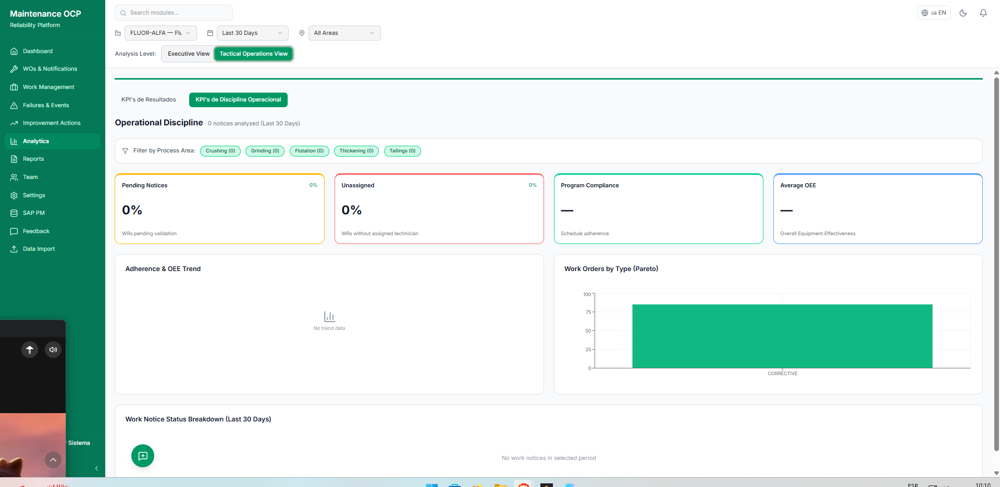 Maintenance OCP
Reliability Platform
Dashboard
WOs & Notifications
Work Management
Failures & Events
Improvement Actions
Analytics
Reports
Team
Settings
SAP PM
Feedback
Data Import
Sistema
Search modules...
GB EN
FLUOR-ALFA — Flu
Last 30 Days
All Areas
Analysis Level:
Executive View
Tactical Operations View
KPI's de Resultados
KPI's de Disciplina Operacional
Operational Discipline 0 notices analyzed (Last 30 Days)
Filter by Process Area: Crushing (0) Grinding (0) Flotation (0) Thickening (0) Tailings (0)
Pending Notices 0%
0%
WRs pending validation
Unassigned 0%
0%
WRs without assigned technician
Program Compliance
—
Schedule adherence
Average OEE
—
Overall Equipment Effectiveness
Adherence & OEE Trend
No trend data
Work Orders by Type (Pareto)
100
75
50
25
0
CORRECTIVE
Work Notice Status Breakdown (Last 30 Days)
No work notices in selected period
ESP
10:10